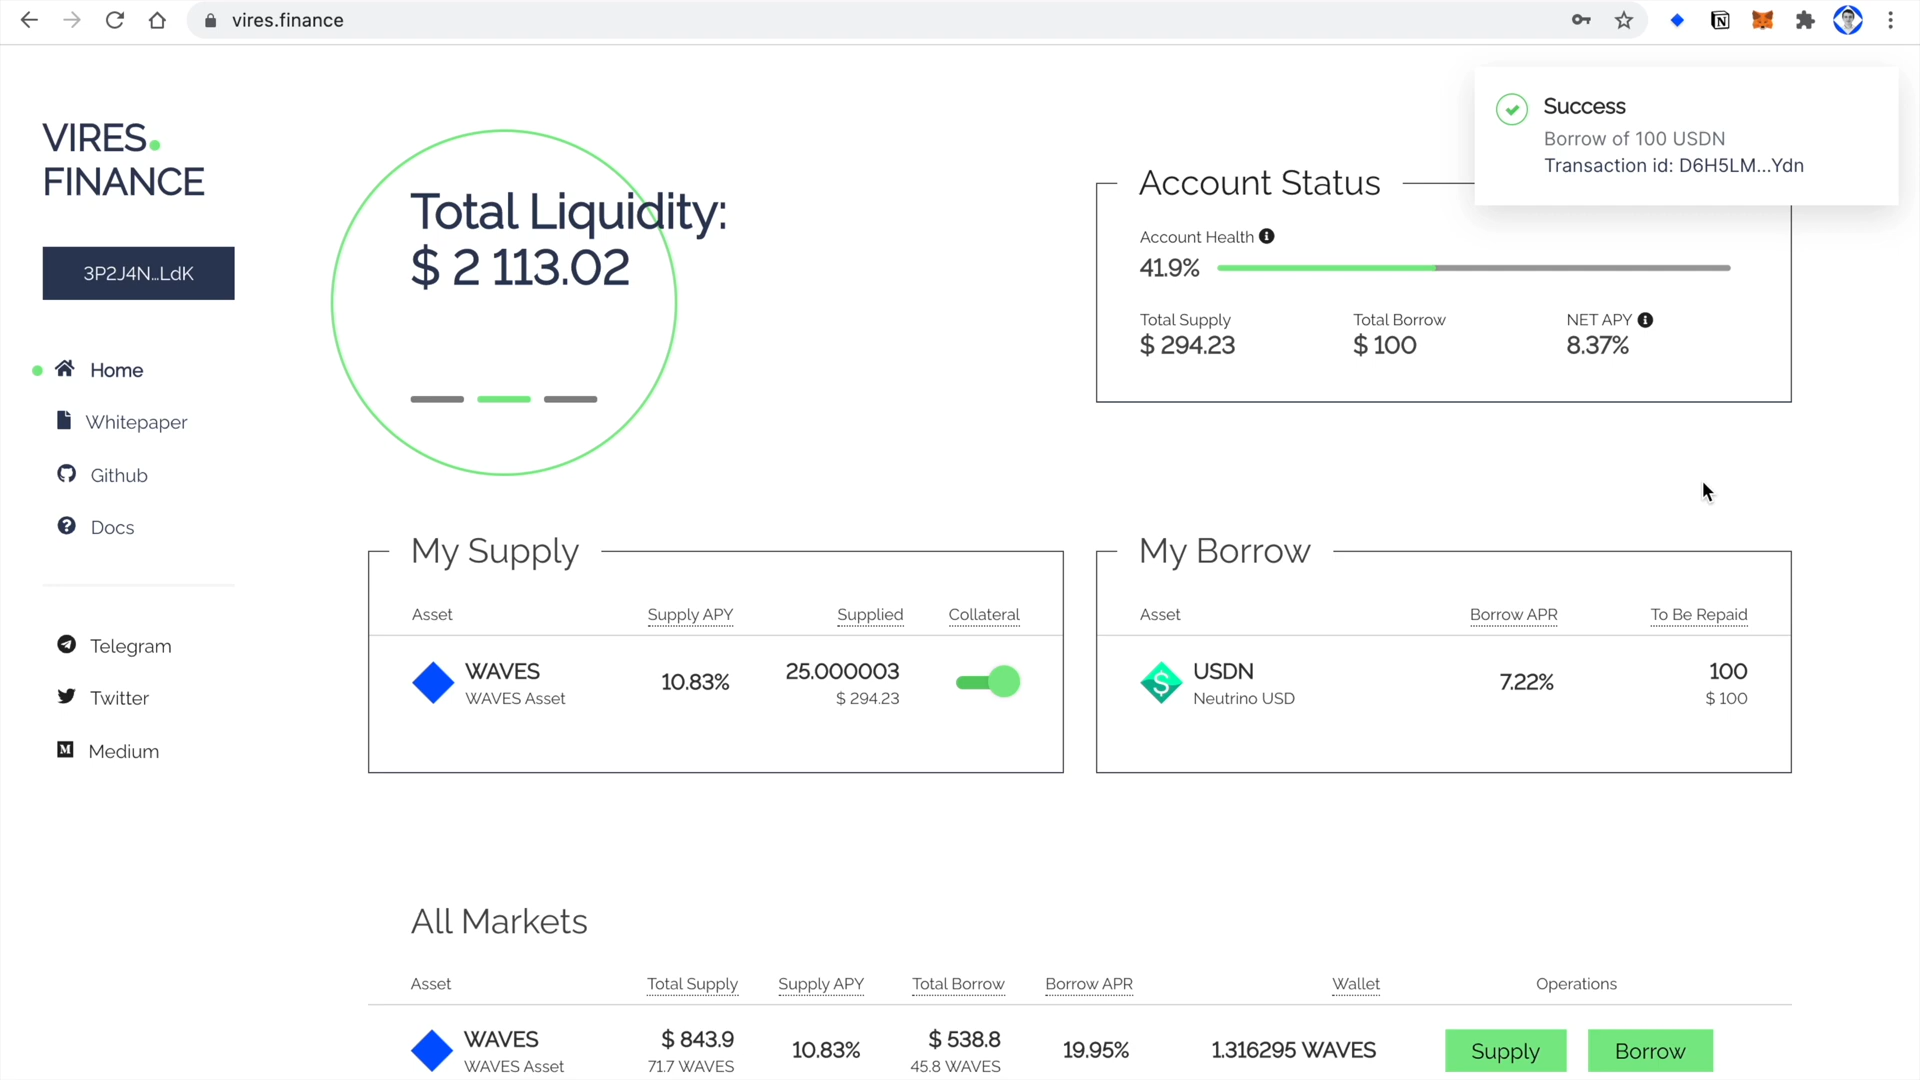 vires.finance
Success
Borrow of 100 USDN
Transaction id: D6H5LM...Ydn
VIRES.
FINANCE
3P2J4N...LdK
Home
Whitepaper
Github
Docs
Telegram
Twitter
Medium
Total Liquidity:
$ 2 113.02
Account Status
Account Health
41.9%
Total Supply Total Borrow NET APY
$ 294.23 $ 100 8.37%
My Supply
Asset Supply APY Supplied Collateral
WAVES 10.83% 25.000003
WAVES Asset $ 294.23
My Borrow
Asset Borrow APR To Be Repaid
USDN 7.22% 100
Neutrino USD $ 100
All Markets
Asset Total Supply Supply APY Total Borrow Borrow APR Wallet Operations
WAVES $ 843.9 10.83% $ 538.8 19.95% 1.316295 WAVES Supply Borrow
WAVES Asset 71.7 WAVES 45.8 WAVES